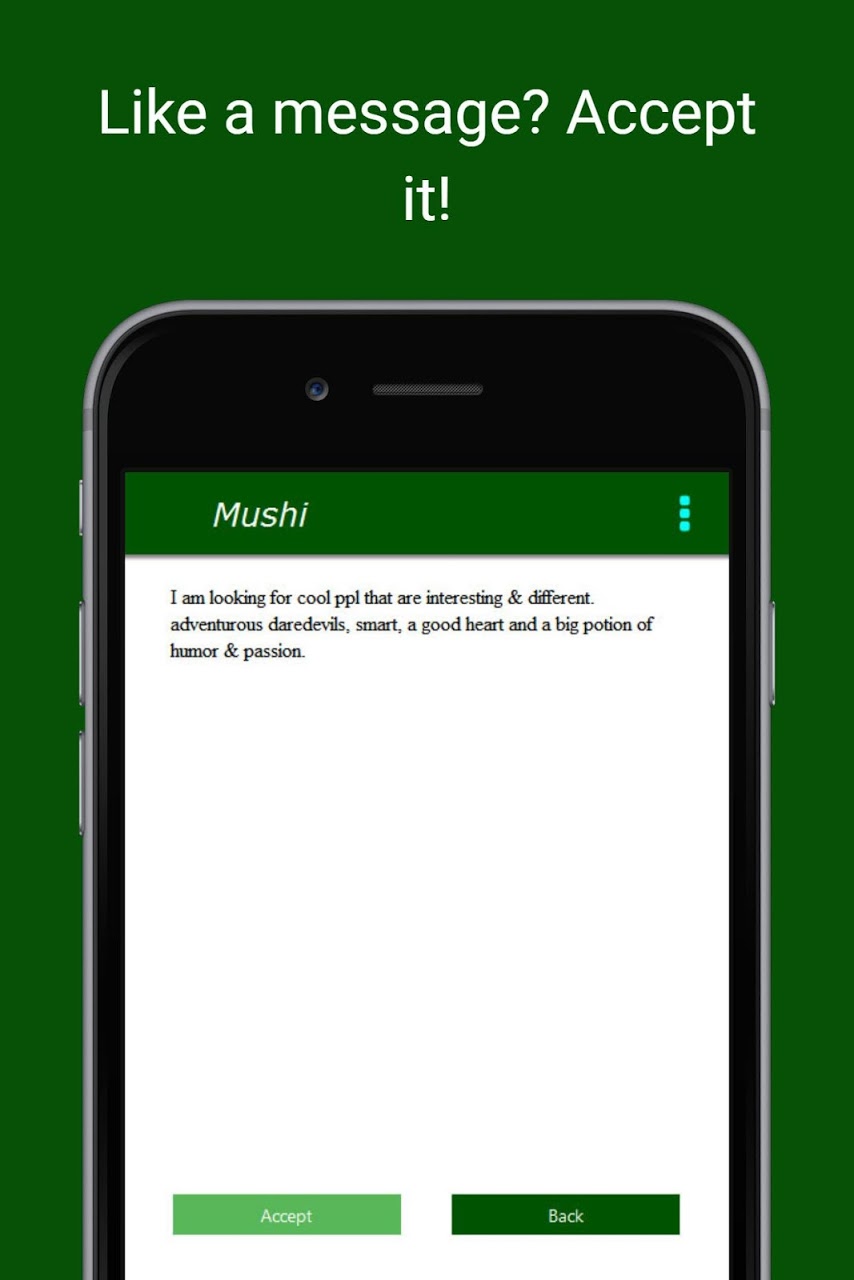 Like a message? Accept
it!
Mushi
I am looking for cool ppl that are interesting & different.
adventurous daredevils, smart, a good heart and a big potion of
humor & passion.
Accept
Back